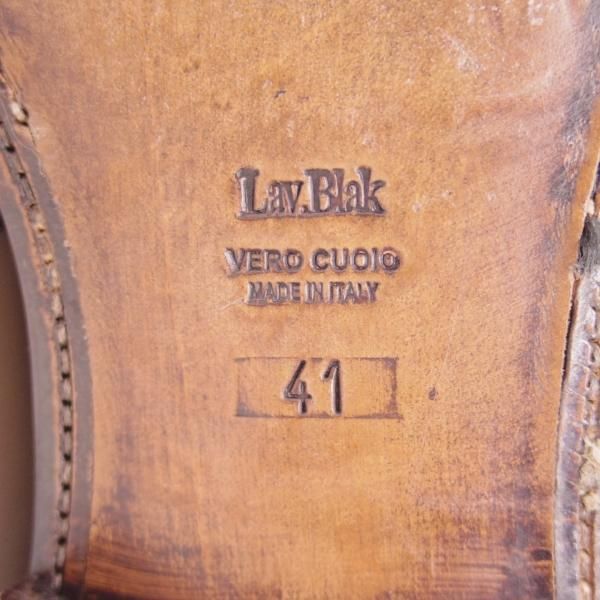 Lav.Blak
VERO CUOIO
MADE IN ITALY
41